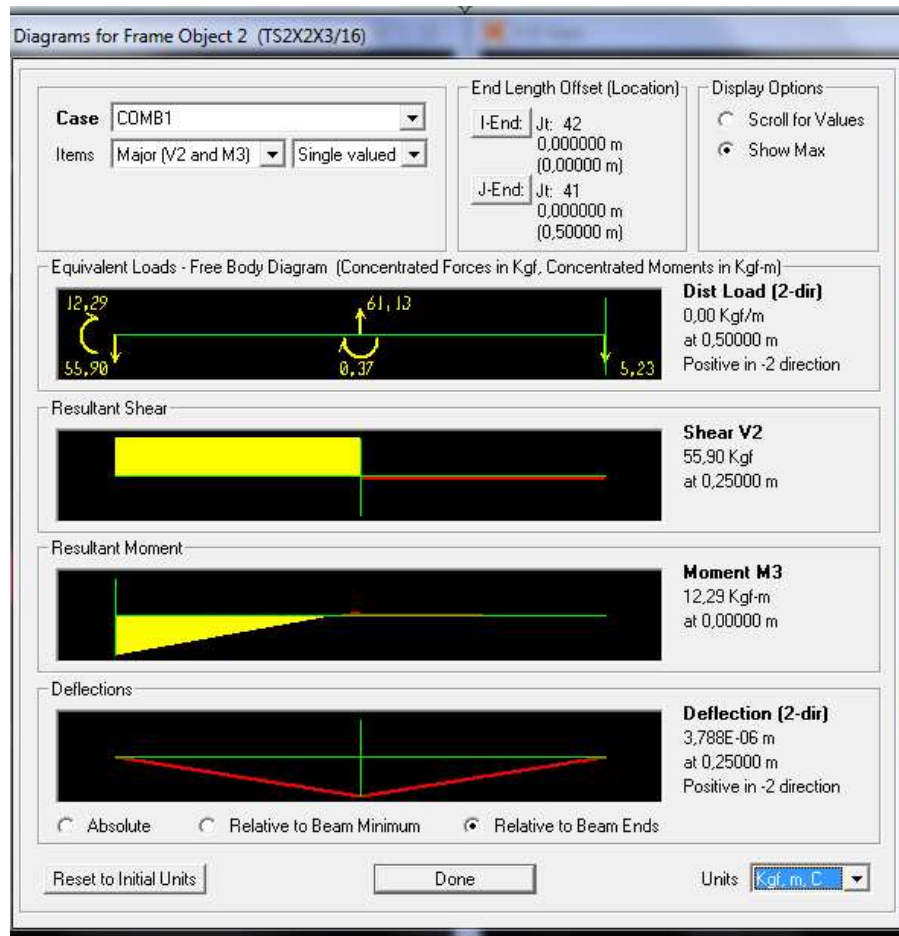 Diagrams for Frame Object 2 (TS2X2X3/16)
Case COMB1
Items Major (V2 and M3) Single valued
End Length Offset (Location)
I-End: Jt: 42
0,000000 m
(0,00000 m)
J-End: Jt: 41
0,000000 m
(0,50000 m)
Display Options
Scroll for Values
Show Max
Equivalent Loads - Free Body Diagram (Concentrated Forces in Kgf, Concentrated Moments in Kgf-m)
12,29
61,13
55,90
0,37
5,23
Dist Load (2-dir)
0,00 Kgf/m
at 0,50000 m
Positive in -2 direction
Resultant Shear
Shear V2
55,90 Kgf
at 0,25000 m
Resultant Moment
Moment M3
12,29 Kgf-m
at 0,00000 m
Deflections
Deflection (2-dir)
3,788E-06 m
at 0,25000 m
Positive in -2 direction
Absolute Relative to Beam Minimum Relative to Beam Ends
Reset to Initial Units Done Units Kgf, m, C